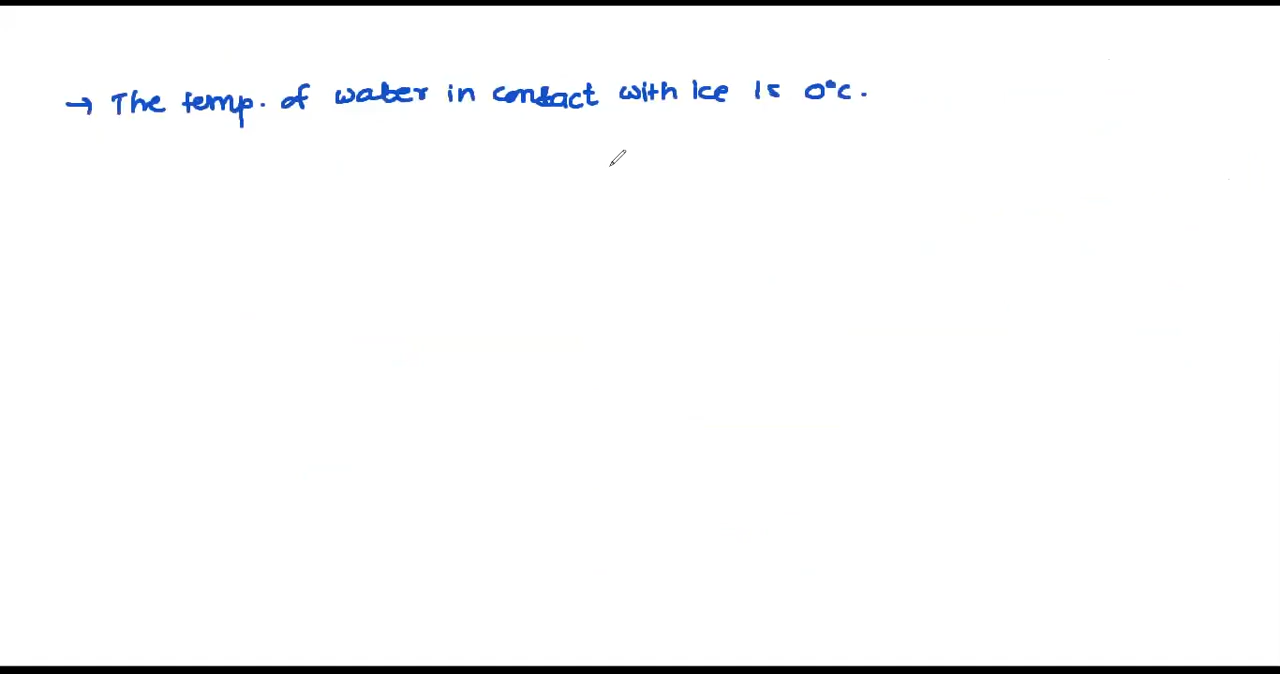 → The temp. of water in contact with ice is 0°C.